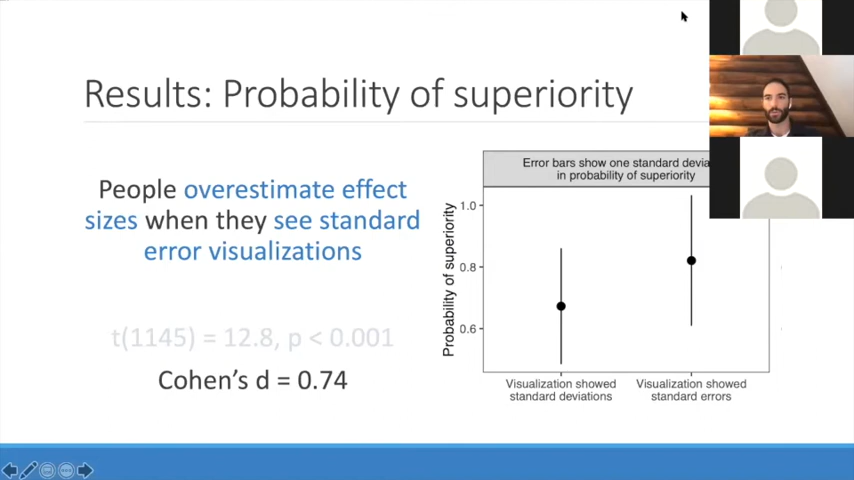 Results: Probability of superiority
People overestimate effect
sizes when they see standard
error visualizations
t(1145) = 12.8, p < 0.001
Cohen's d = 0.74
Error bars show one standard devia
in probability of superiority
Probability of superiority
1.0
0.8
0.6
Visualization showed
standard deviations
Visualization showed
standard errors